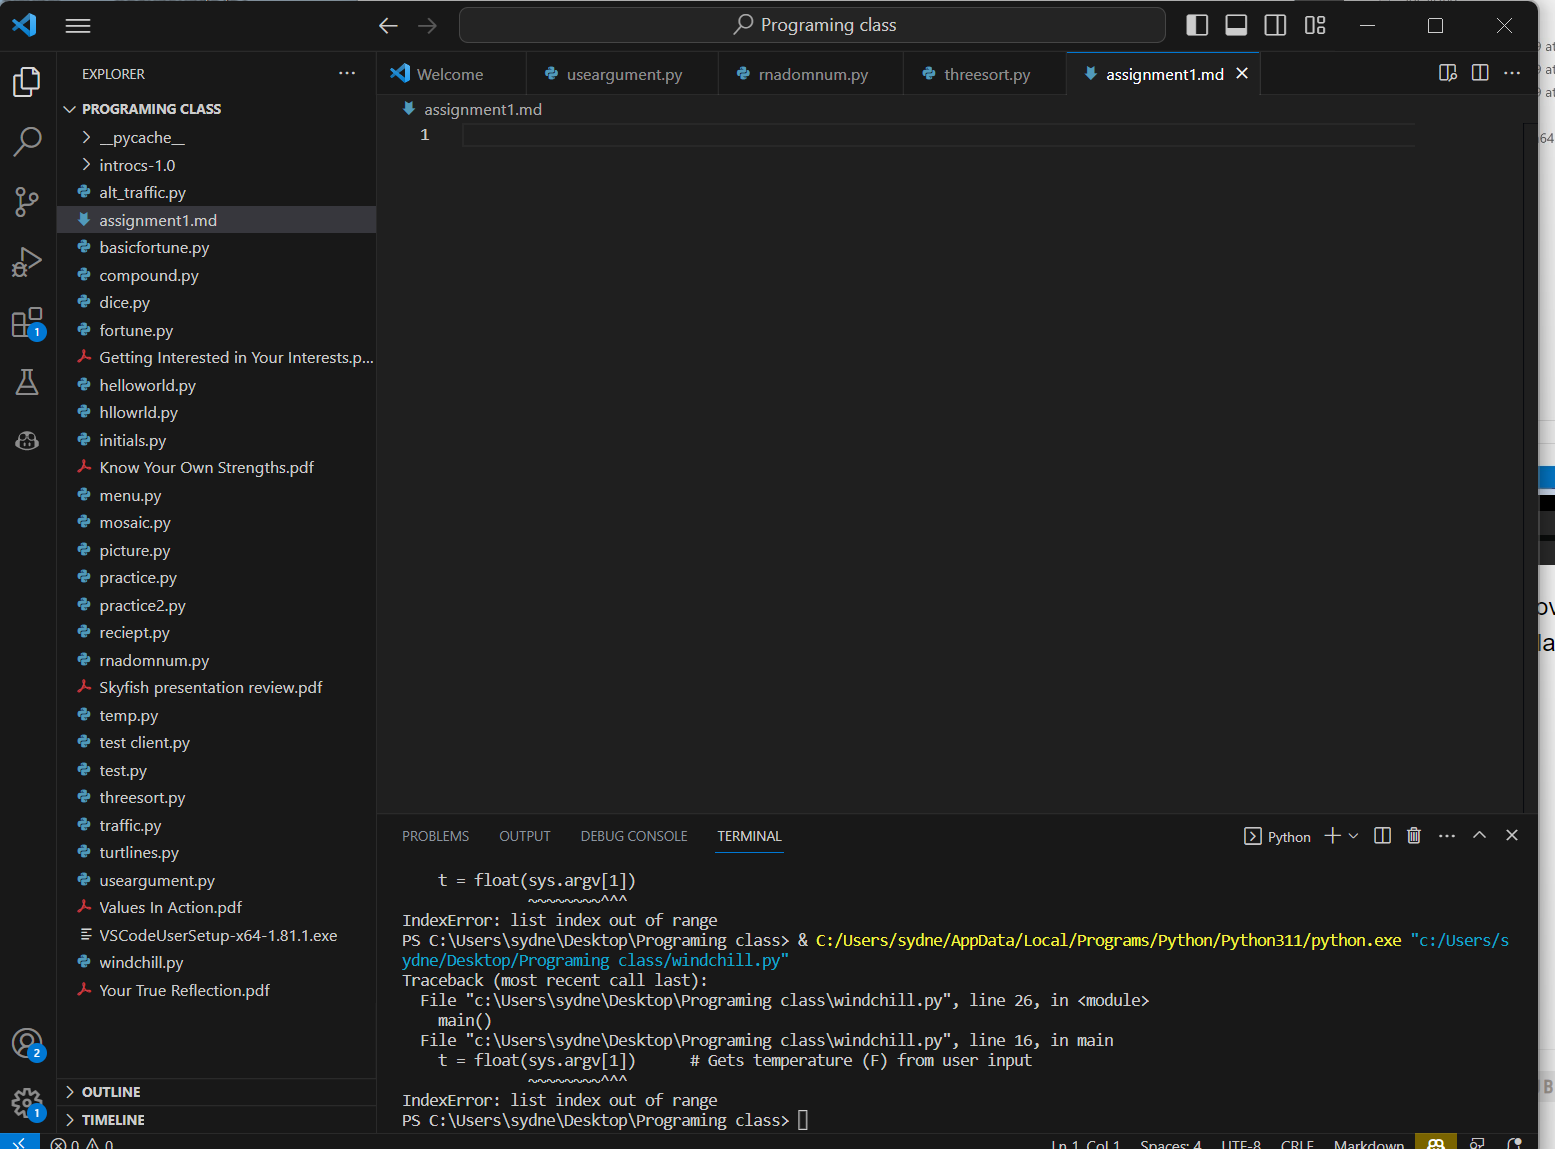 Programing class
EXPLORER
Welcome
useargument.py
rnadomnum.py
threesort.py
assignment1.md
PROGRAMING CLASS
assignment1.md
1
__pycache__
introcs-1.0
alt_traffic.py
assignment1.md
basicfortune.py
compound.py
dice.py
fortune.py
Getting Interested in Your Interests.p...
helloworld.py
hllowrld.py
initials.py
Know Your Own Strengths.pdf
menu.py
mosaic.py
picture.py
practice.py
practice2.py
reciept.py
rnadomnum.py
Skyfish presentation review.pdf
temp.py
test client.py
test.py
threesort.py
traffic.py
turtlines.py
useargument.py
Values In Action.pdf
VSCodeUserSetup-x64-1.81.1.exe
windchill.py
Your True Reflection.pdf
OUTLINE
TIMELINE
1
2
1
PROBLEMS OUTPUT DEBUG CONSOLE TERMINAL
Python
t = float(sys.argv[1])
~~~~~~~~^^^
IndexError: list index out of range
PS C:\Users\sydne\Desktop\Programing class> & C:/Users/sydne/AppData/Local/Programs/Python/Python311/python.exe "c:/Users/s
ydne/Desktop/Programing class/windchill.py"
Traceback (most recent call last):
File "c:\Users\sydne\Desktop\Programing class\windchill.py", line 26, in <module>
main()
File "c:\Users\sydne\Desktop\Programing class\windchill.py", line 16, in main
t = float(sys.argv[1]) # Gets temperature (F) from user input
~~~~~~~~^^^
IndexError: list index out of range
PS C:\Users\sydne\Desktop\Programing class>
0 0
Ln 1, Col 1 Spaces: 4 UTF-8 CRLF Markdown